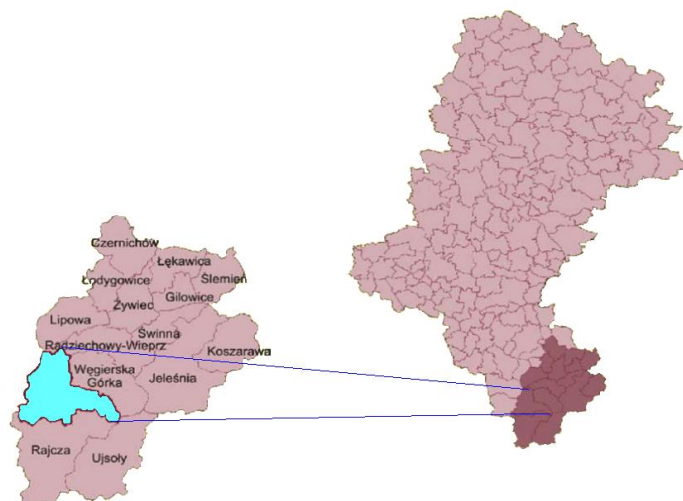 Czernichów
Łękawica
Łodygowice
Ślemień
Gilowice
Żywiec
Lipowa
Świnna
Radziechowy-Wieprz
Koszarawa
Węgierska
Górka
Jeleśnia
Rajcza
Ujsoły